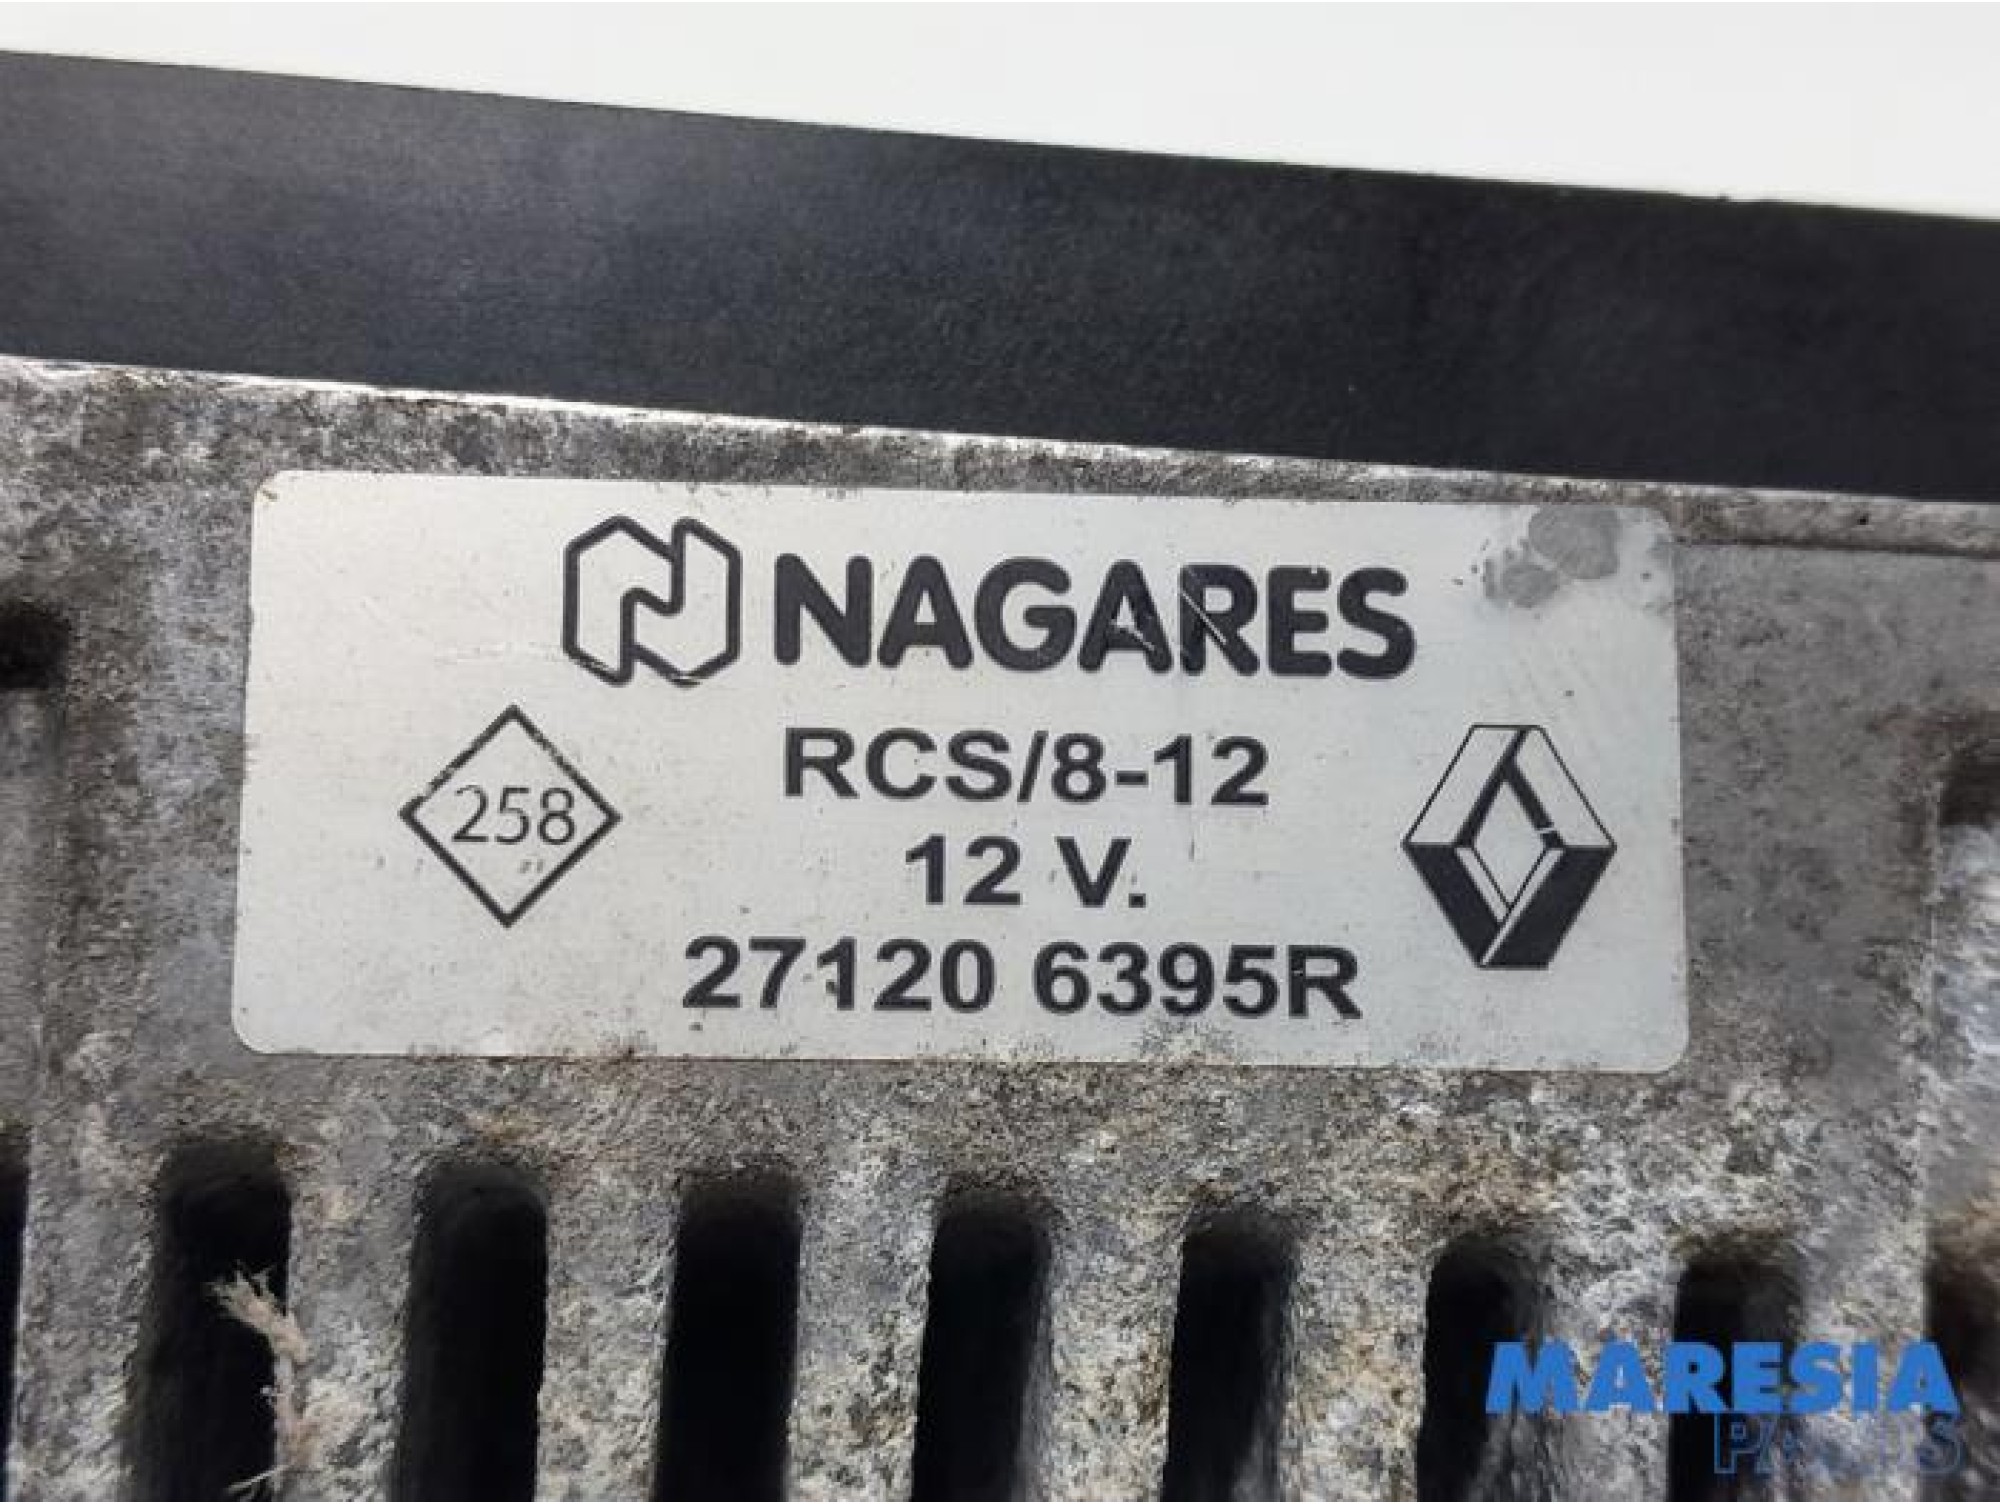 NAGARES
RCS/8-12
258
12 V.
27120 6395R
MARESIA
PARTS